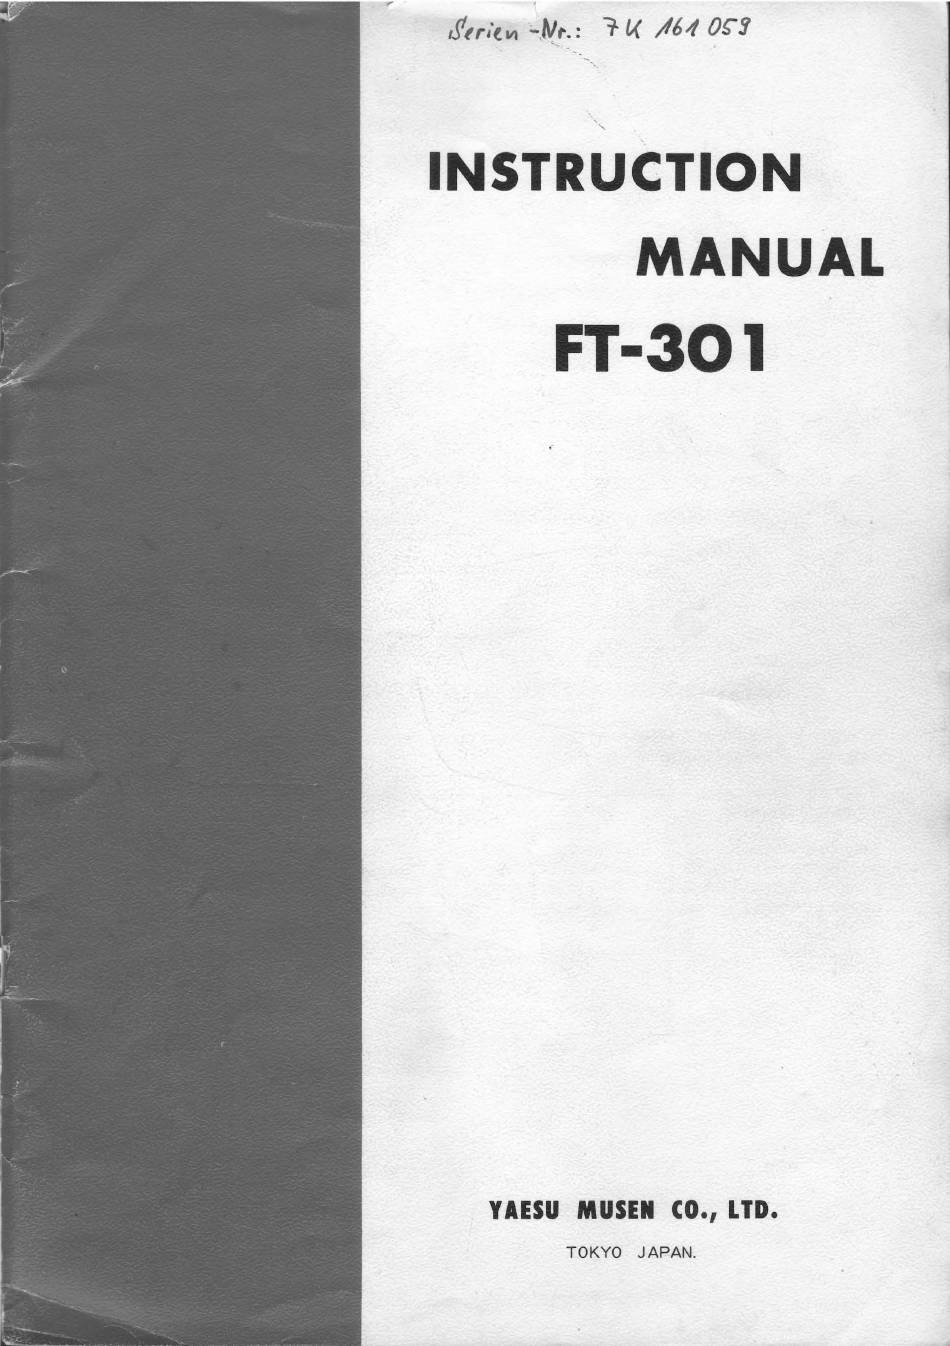 Serien-Nr.: 7K 161 059
INSTRUCTION
MANUAL
FT-301
YAESU MUSEN CO., LTD.
TOKYO JAPAN.